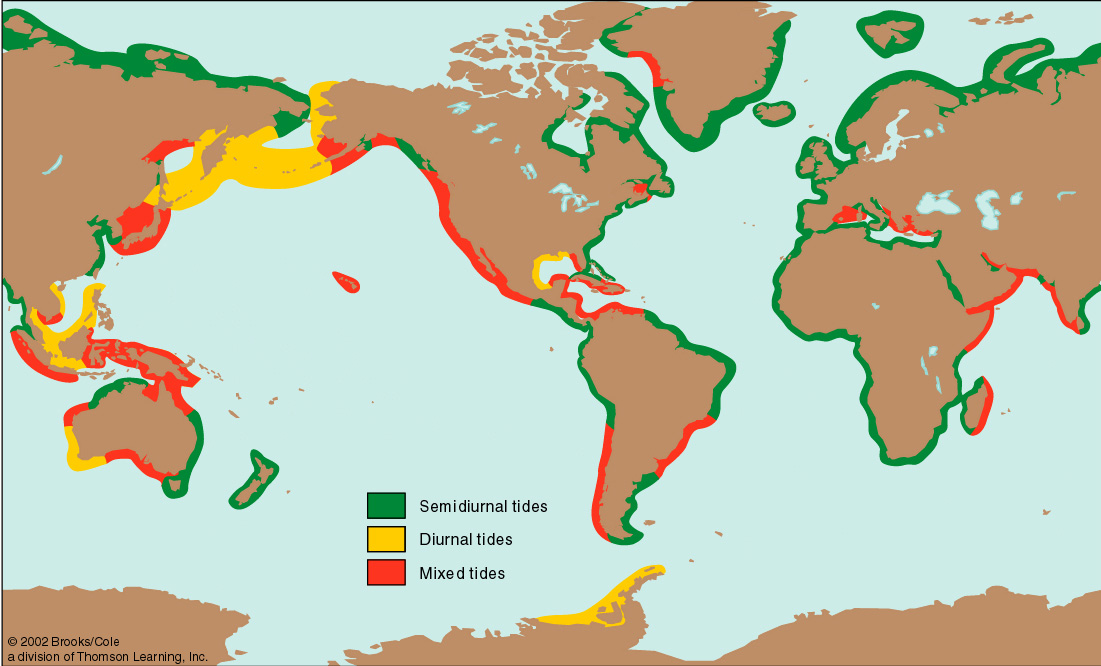 Semidiurnal tides
Diurnal tides
Mixed tides
© 2002 Brooks/Cole
a division of Thomson Learning, Inc.